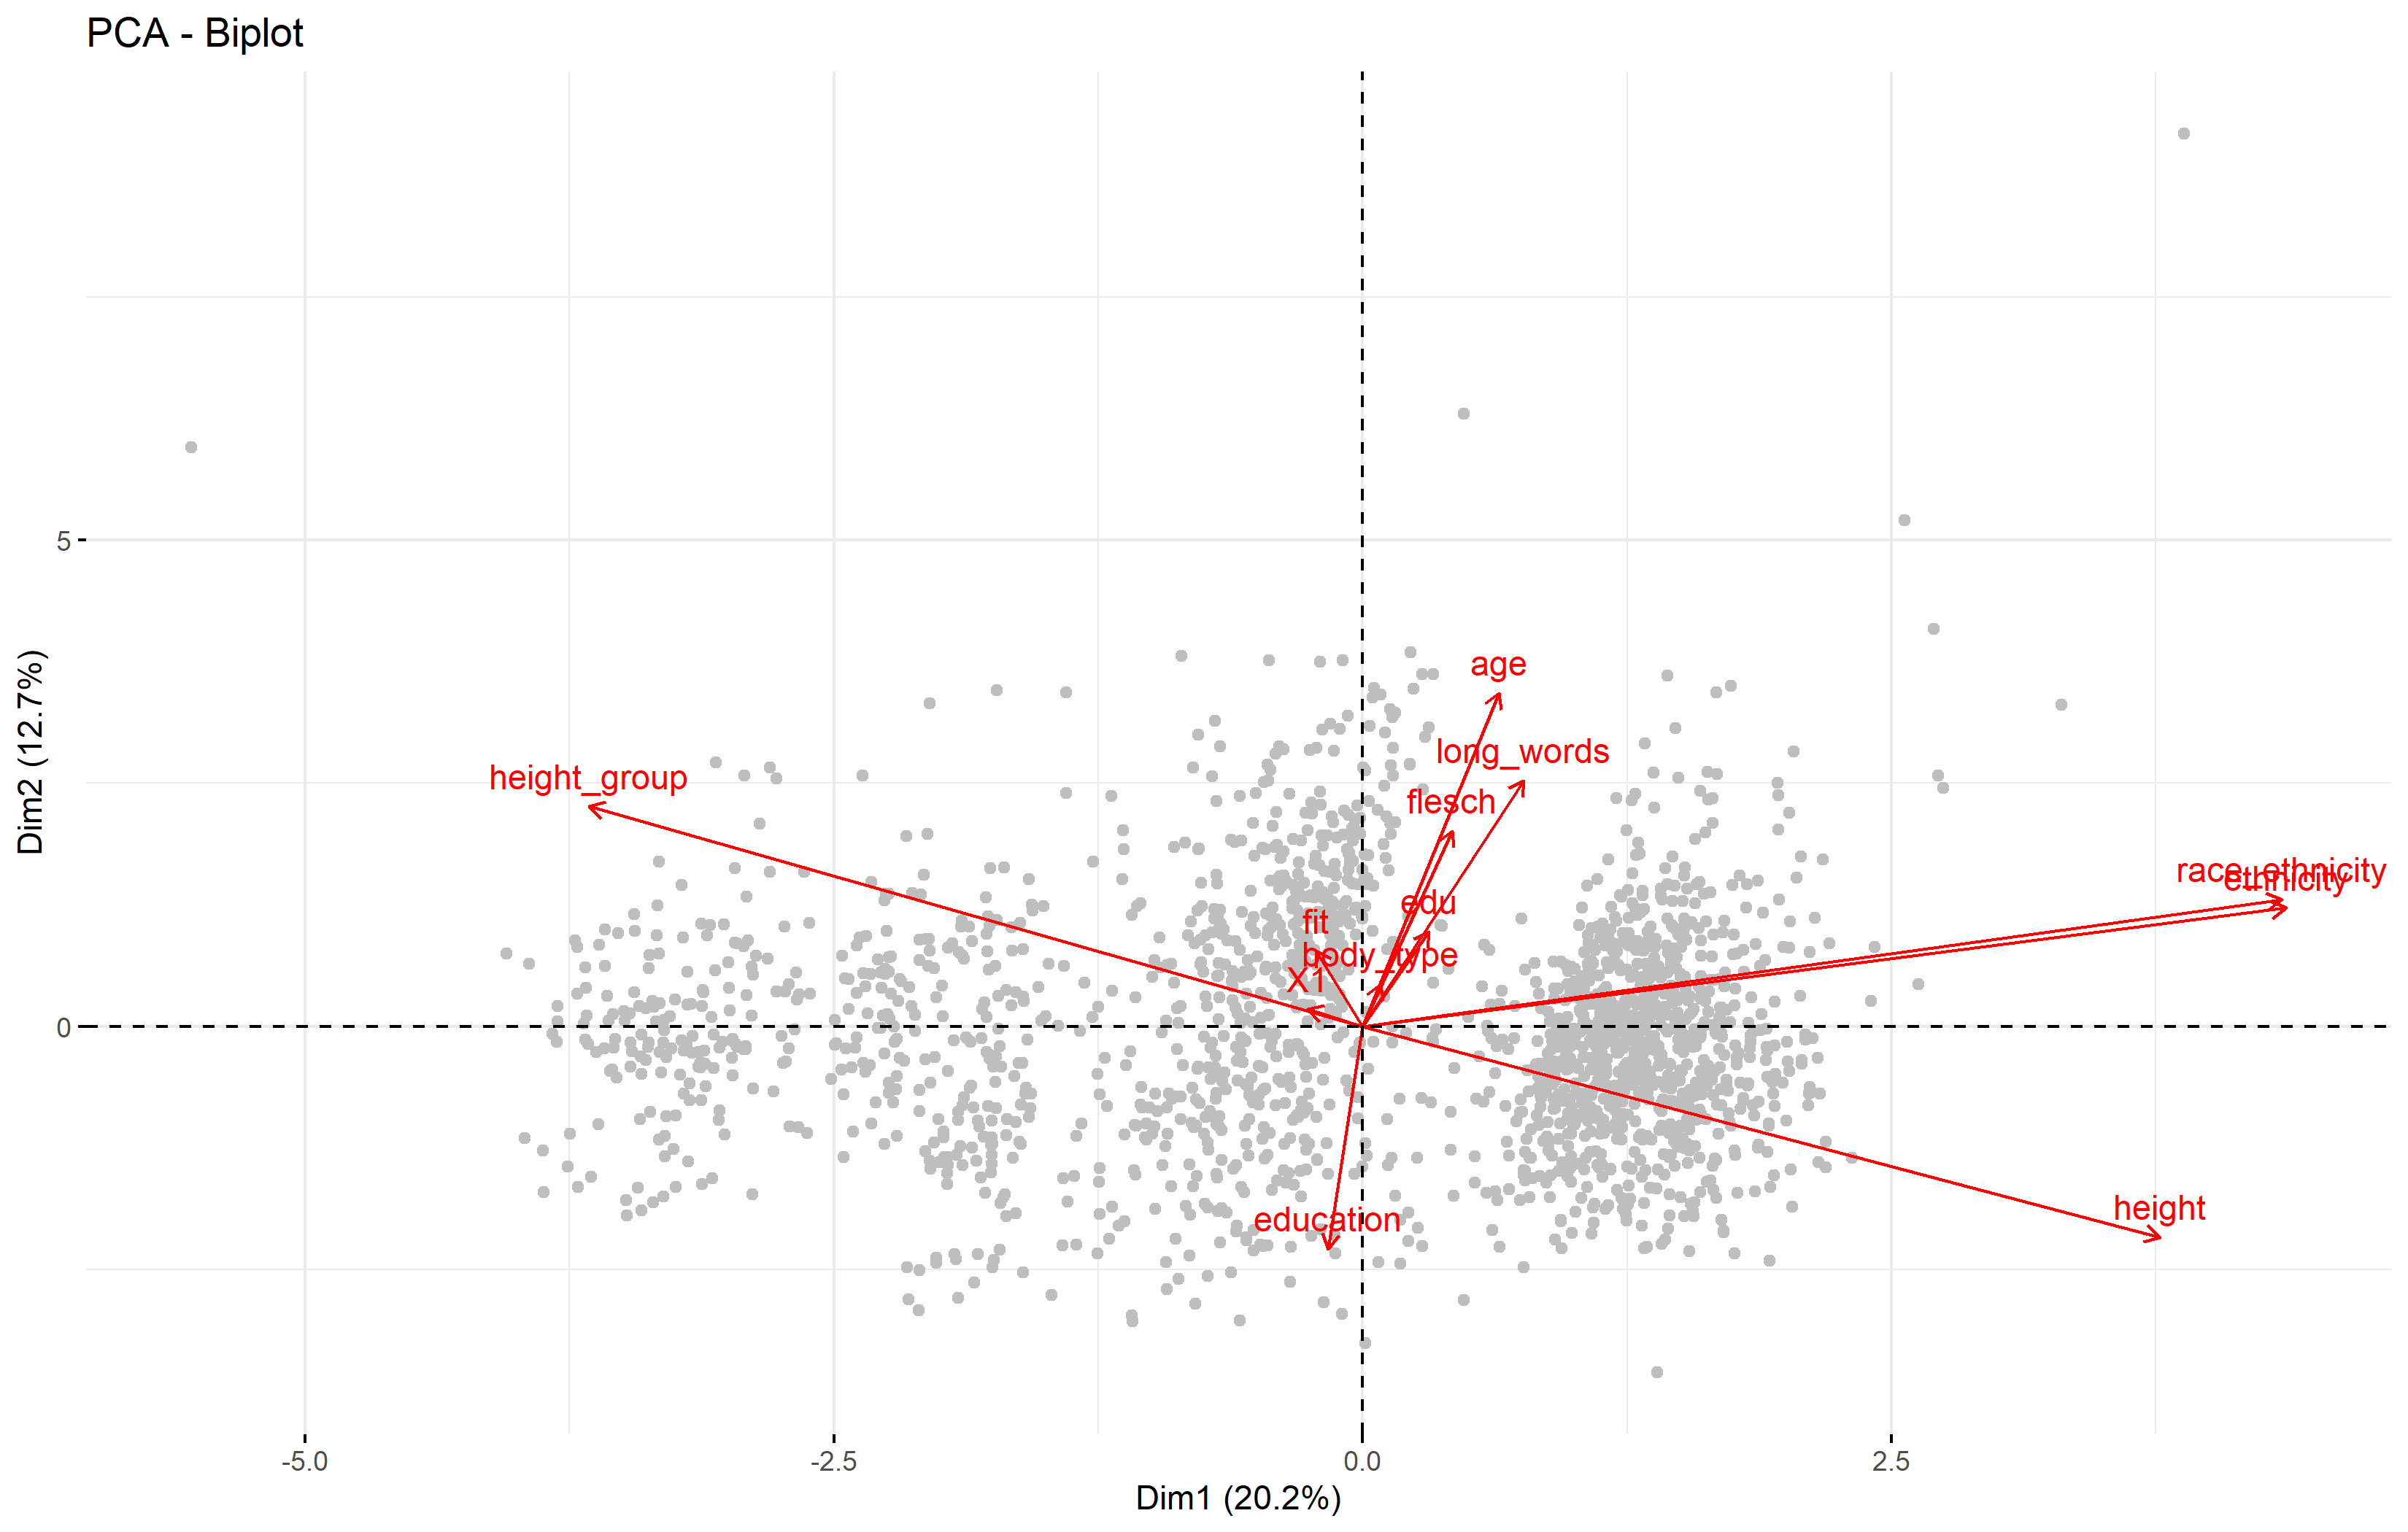 PCA - Biplot
age
long_words
height_group
flesch
race_ethnicity
ethnicity
edu
fit
body_type
X1
height
education
5
0
Dim2 (12.7%)
-5.0
-2.5
0.0
2.5
Dim1 (20.2%)